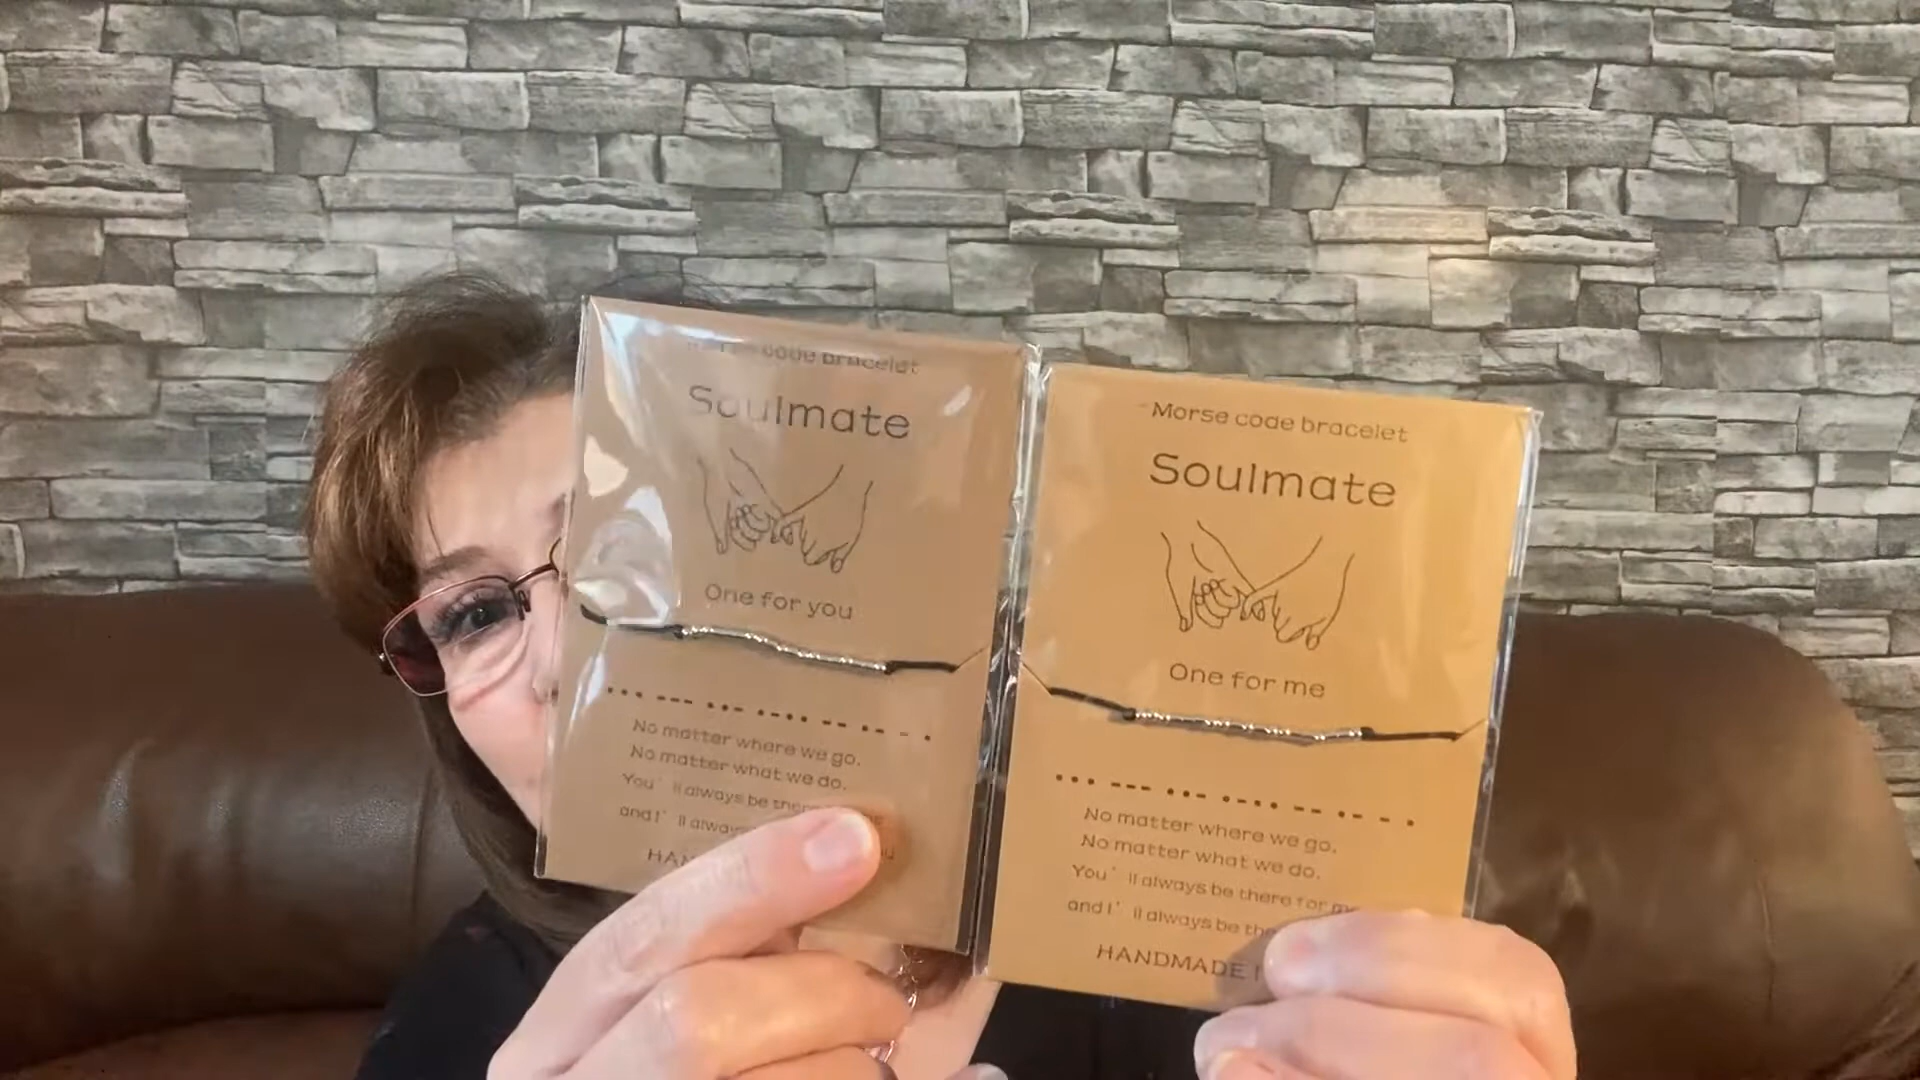 code bracelet
Soulmate
One for you
... --- ..- .-.. -- .- - .
No matter where we go.
No matter what we do.
You'll always be there
and I'll always
Morse code bracelet
Soulmate
One for me
... --- ..- .-.. -- .- - .
No matter where we go.
No matter what we do.
You'll always be there for me
and I'll always be
HANDMADE